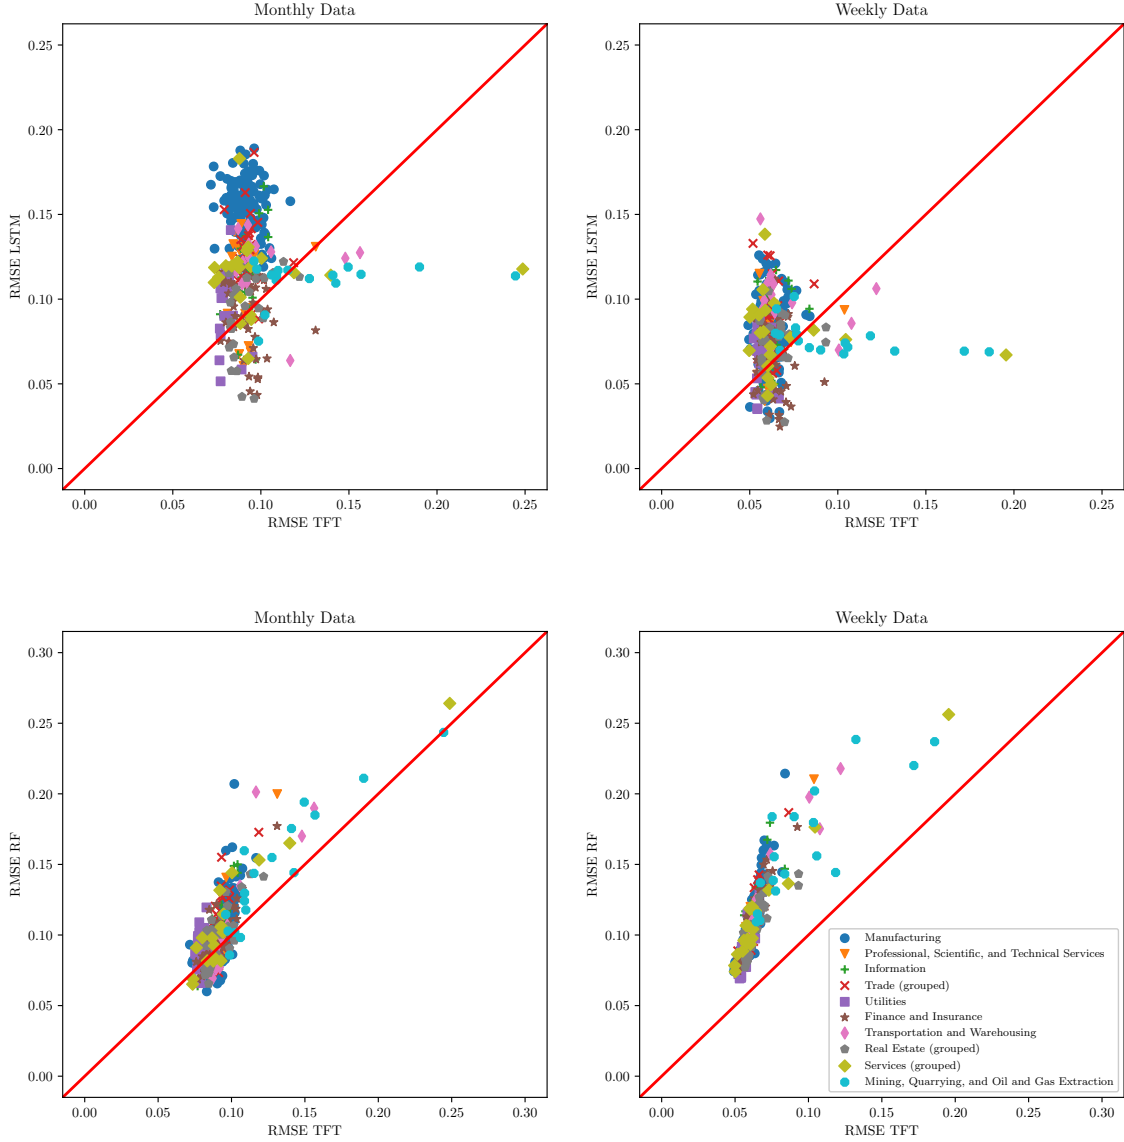 Monthly Data
0.25
0.20
0.15
0.10
0.05
0.00
RMSE LSTM
0.00 0.05 0.10 0.15 0.20 0.25
RMSE TFT
Weekly Data
0.25
0.20
0.15
0.10
0.05
0.00
RMSE LSTM
0.00 0.05 0.10 0.15 0.20 0.25
RMSE TFT
Monthly Data
0.30
0.25
0.20
0.15
0.10
0.05
0.00
RMSE RF
0.00 0.05 0.10 0.15 0.20 0.25 0.30
RMSE TFT
Weekly Data
0.30
0.25
0.20
0.15
0.10
0.05
0.00
RMSE RF
Manufacturing
Professional, Scientific, and Technical Services
Information
Trade (grouped)
Utilities
Finance and Insurance
Transportation and Warehousing
Real Estate (grouped)
Services (grouped)
Mining, Quarrying, and Oil and Gas Extraction
0.00 0.05 0.10 0.15 0.20 0.25 0.30
RMSE TFT